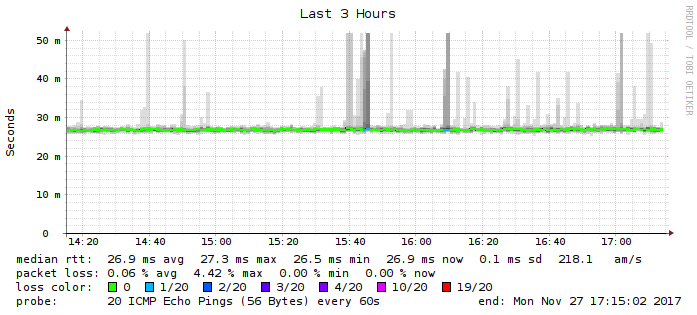 Last 3 Hours
RRDTOOL / TOBI OETIKER
Seconds
50 m
40 m
30 m
20 m
10 m
0
14:20 14:40 15:00 15:20 15:40 16:00 16:20 16:40 17:00
median rtt: 26.9 ms avg 27.3 ms max 26.5 ms min 26.9 ms now 0.1 ms sd 218.1 am/s
packet loss: 0.06 % avg 4.42 % max 0.00 % min 0.00 % now
loss color: 0 1/20 2/20 3/20 4/20 10/20 19/20
probe: 20 ICMP Echo Pings (56 Bytes) every 60s end: Mon Nov 27 17:15:02 2017